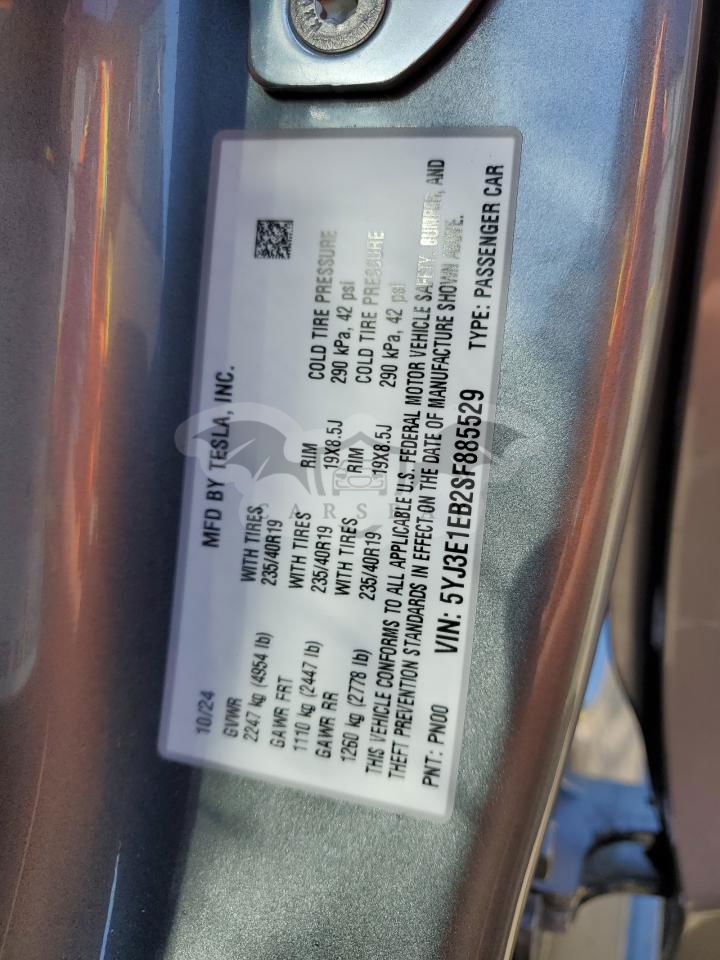 MFD BY TESLA, INC.
10/24
GVWR
2247 kg (4954 lb)
WITH TIRES
235/40R19
GAWR FRT
1110 kg (2447 lb)
WITH TIRES
235/40R19
RIM
19X8.5J
COLD TIRE PRESSURE
290 kPa, 42 psi
GAWR RR
1260 kg (2778 lb)
WITH TIRES
235/40R19
RIM
19X8.5J
COLD TIRE PRESSURE
290 kPa, 42 psi
THIS VEHICLE CONFORMS TO ALL APPLICABLE U.S. FEDERAL MOTOR VEHICLE SAFETY, BUMPER, AND
THEFT PREVENTION STANDARDS IN EFFECT ON THE DATE OF MANUFACTURE SHOWN ABOVE.
PNT: PN00 VIN: 5YJ3E1EB2SF885529 TYPE: PASSENGER CAR